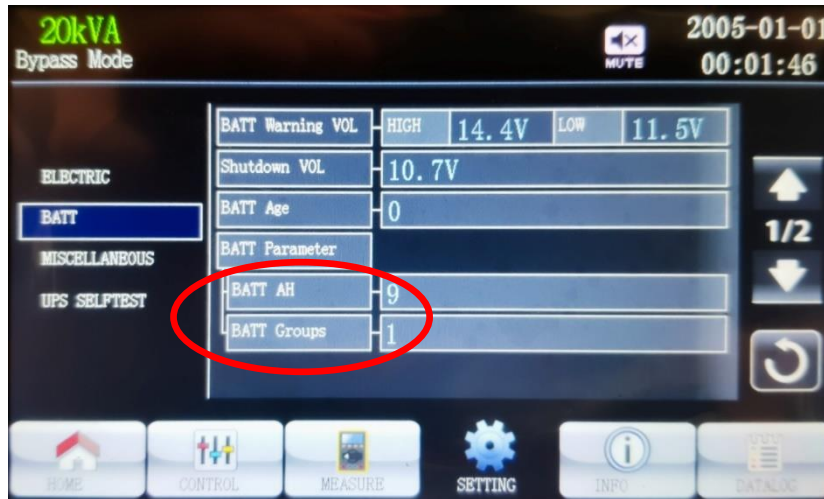 20kVA
Bypass Mode
MUTE
2005-01-01
00:01:46
BATT Warning VOL HIGH 14.4V LOW 11.5V
Shutdown VOL 10.7V
ELECTRIC
BATT Age 0
BATT
1/2
BATT Parameter
MISCELLANEOUS
BATT AH 9
UPS SELFTEST
BATT Groups 1
HOME CONTROL MEASURE SETTING INFO DATALOG